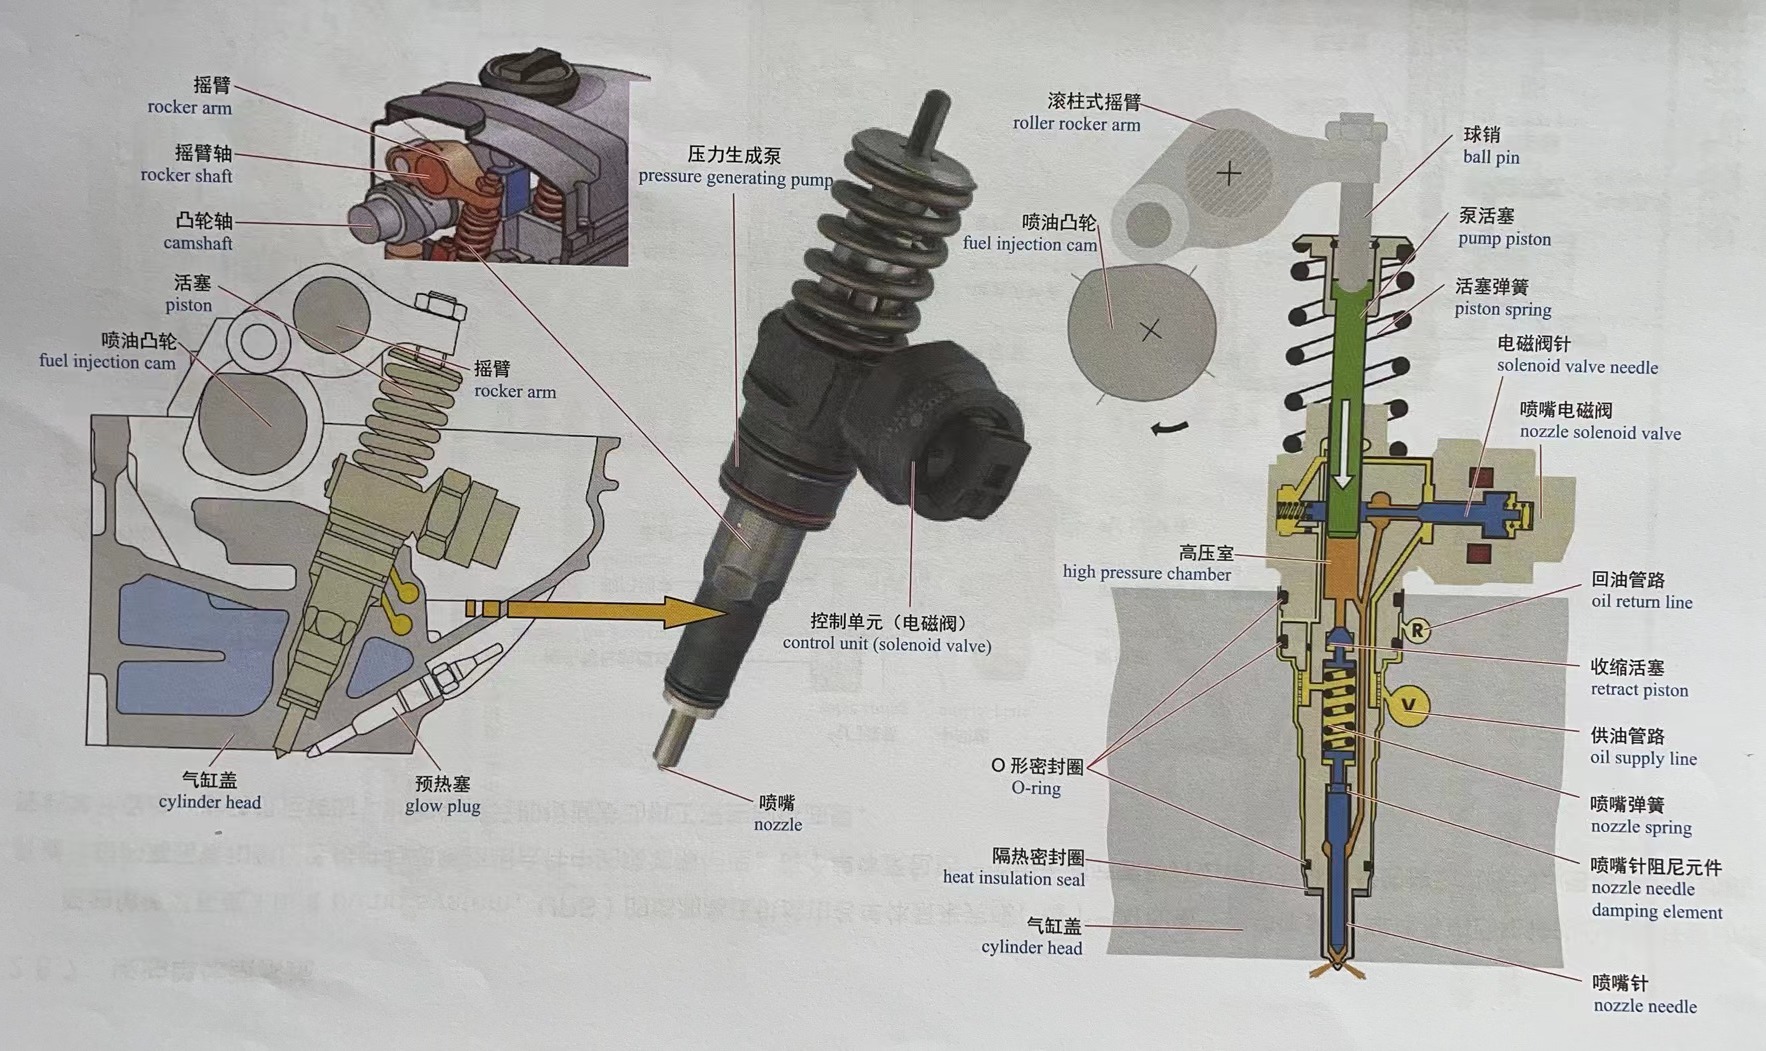 摇臂
rocker arm
摇臂轴
rocker shaft
凸轮轴
camshaft
活塞
piston
喷油凸轮
fuel injection cam
摇臂
rocker arm
气缸盖
cylinder head
预热塞
glow plug
压力生成泵
pressure generating pump
控制单元（电磁阀）
control unit (solenoid valve)
喷嘴
nozzle
滚柱式摇臂
roller rocker arm
喷油凸轮
fuel injection cam
球销
ball pin
泵活塞
pump piston
活塞弹簧
piston spring
电磁阀针
solenoid valve needle
喷嘴电磁阀
nozzle solenoid valve
高压室
high pressure chamber
回油管路
oil return line
R
收缩活塞
retract piston
V
供油管路
oil supply line
O 形密封圈
O-ring
喷嘴弹簧
nozzle spring
隔热密封圈
heat insulation seal
喷嘴针阻尼元件
nozzle needle
damping element
气缸盖
cylinder head
喷嘴针
nozzle needle